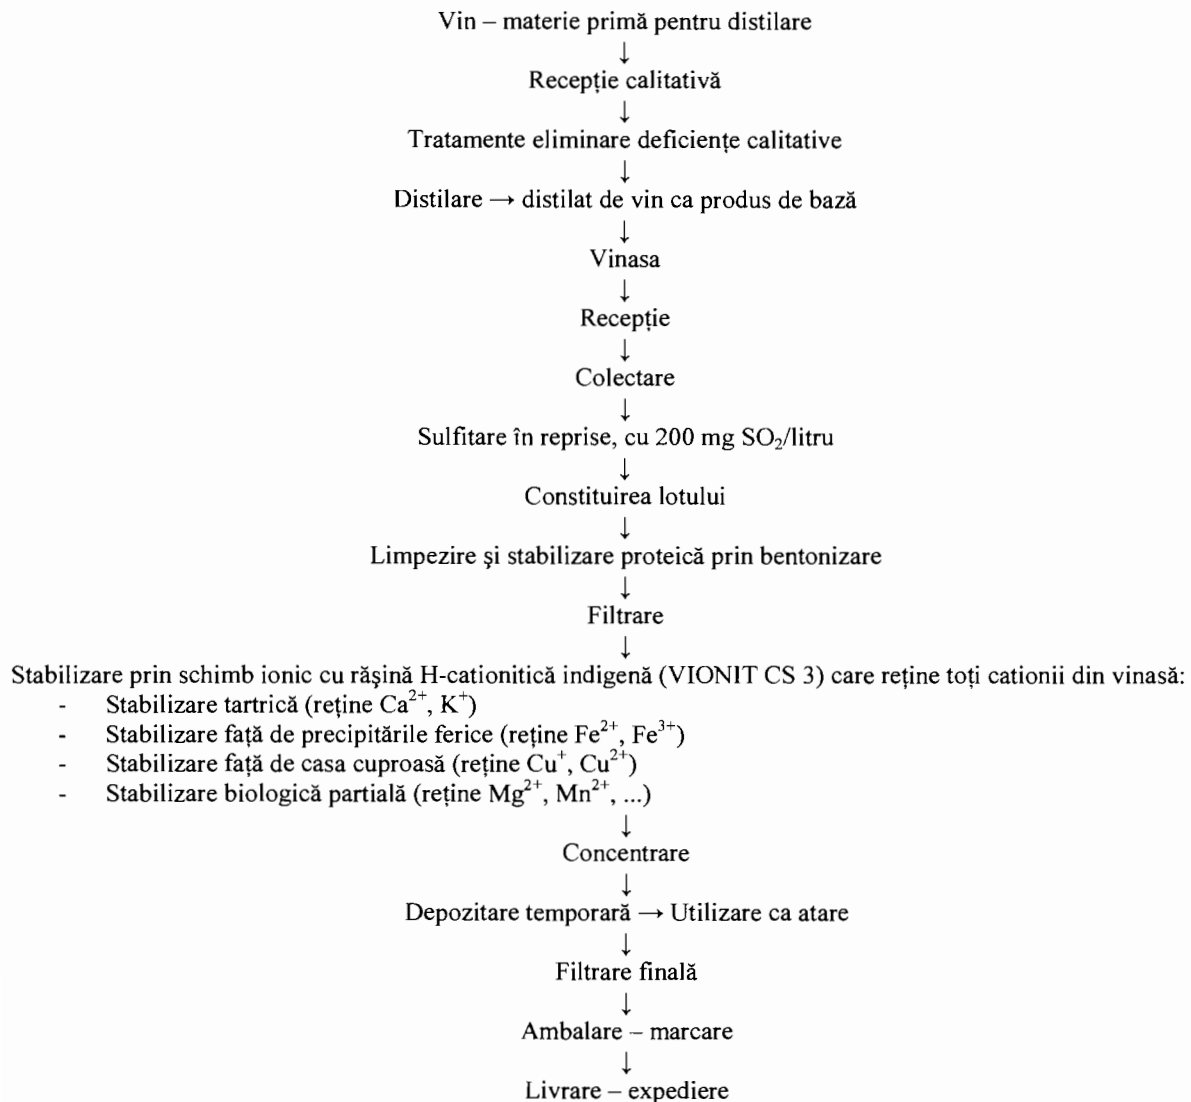 Vin – materie primă pentru distilare
↓
Recepție calitativă
↓
Tratamente eliminare deficiențe calitative
↓
Distilare → distilat de vin ca produs de bază
↓
Vinasa
↓
Recepție
↓
Colectare
↓
Sulfitare în reprise, cu 200 mg SO₂/litru
↓
Constituirea lotului
↓
Limpezire şi stabilizare proteică prin bentonizare
↓
Filtrare
↓
Stabilizare prin schimb ionic cu răşină H-cationitică indigenă (VIONIT CS 3) care reține toți cationii din vinasă:
- Stabilizare tartrică (reține Ca²⁺, K⁺)
- Stabilizare față de precipitările ferice (reține Fe²⁺, Fe³⁺)
- Stabilizare față de casa cuproasă (reține Cu⁺, Cu²⁺)
- Stabilizare biologică partială (reține Mg²⁺, Mn²⁺, ...)
↓
Concentrare
↓
Depozitare temporară → Utilizare ca atare
↓
Filtrare finală
↓
Ambalare – marcare
↓
Livrare – expediere